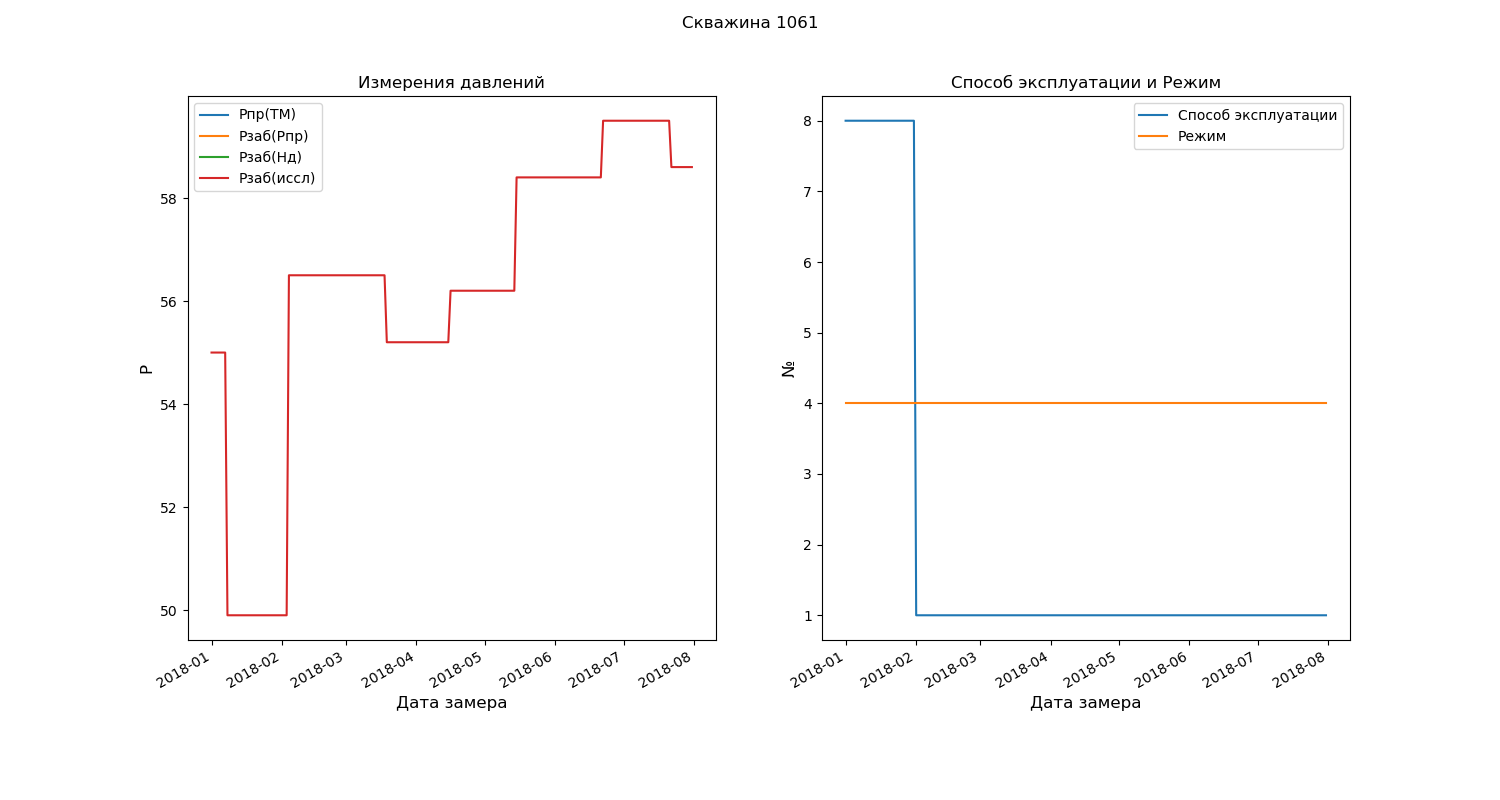 Скважина 1061
Измерения давлений
Рпр(ТМ)
Рзаб(Рпр)
Рзаб(Нд)
Рзаб(иссл)
58
56
54
52
50
Р
2018-01
2018-02
2018-03
2018-04
2018-05
2018-06
2018-07
2018-08
Дата замера
Способ эксплуатации и Режим
Способ эксплуатации
Режим
8
7
6
5
4
3
2
1
№
2018-01
2018-02
2018-03
2018-04
2018-05
2018-06
2018-07
2018-08
Дата замера